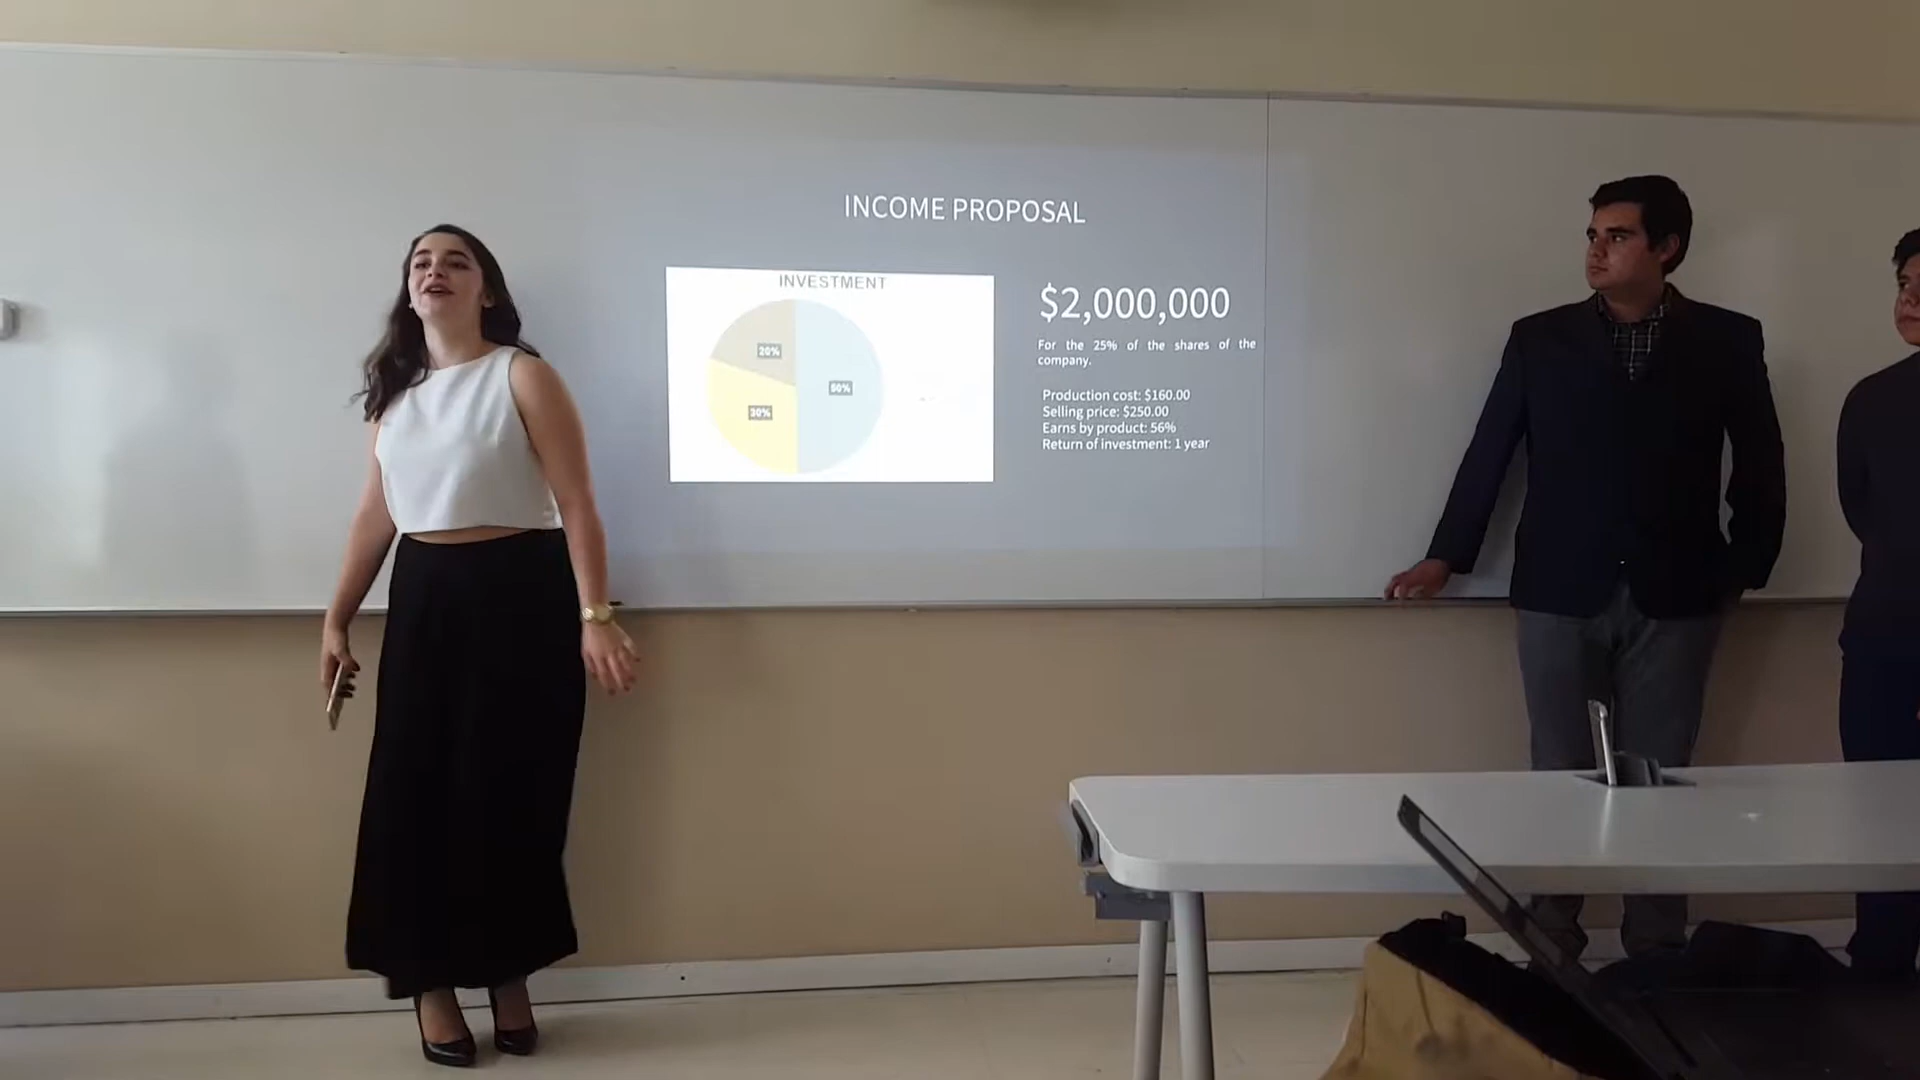 INCOME PROPOSAL
INVESTMENT
20%
50%
30%
$2,000,000
For the 25% of the shares of the
company.
Production cost: $160.00
Selling price: $250.00
Earns by product: 56%
Return of investment: 1 year